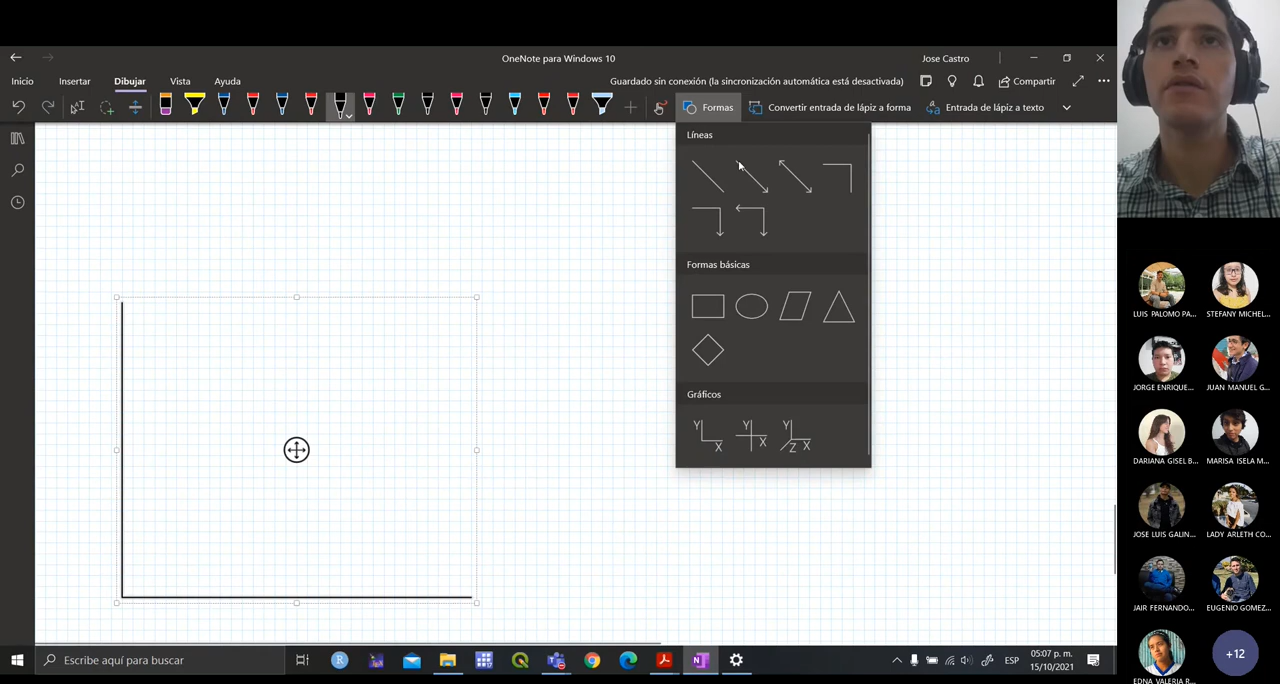 OneNote para Windows 10
Jose Castro
Inicio
Insertar
Dibujar
Vista
Ayuda
Guardado sin conexión (la sincronización automática está desactivada)
Compartir
Formas
Convertir entrada de lápiz a forma
Entrada de lápiz a texto
Líneas
Formas básicas
Gráficos
Y
X
Y
X
Y
Z
X
LUIS PALOMO PA...
STEFANY MICHEL...
JORGE ENRIQUE...
JUAN MANUEL G...
DARIANA GISEL B...
MARISA ISELA M...
JOSE LUIS GALIN...
LADY ARLETH CO...
JAIR FERNANDO...
EUGENIO GOMEZ...
EDNA VALERIA R...
+12
Escribe aquí para buscar
ESP
05:07 p. m.
15/10/2021